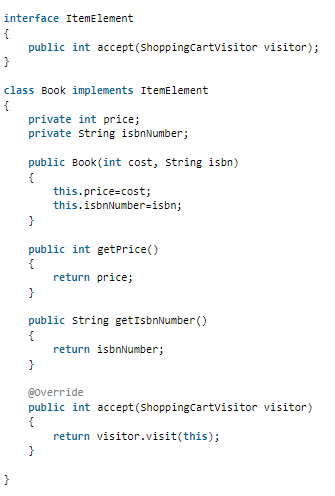 interface ItemElement
{
    public int accept(ShoppingCartVisitor visitor);
}

class Book implements ItemElement
{
    private int price;
    private String isbnNumber;

    public Book(int cost, String isbn)
    {
        this.price=cost;
        this.isbnNumber=isbn;
    }

    public int getPrice()
    {
        return price;
    }

    public String getIsbnNumber()
    {
        return isbnNumber;
    }

    @Override
    public int accept(ShoppingCartVisitor visitor)
    {
        return visitor.visit(this);
    }

}